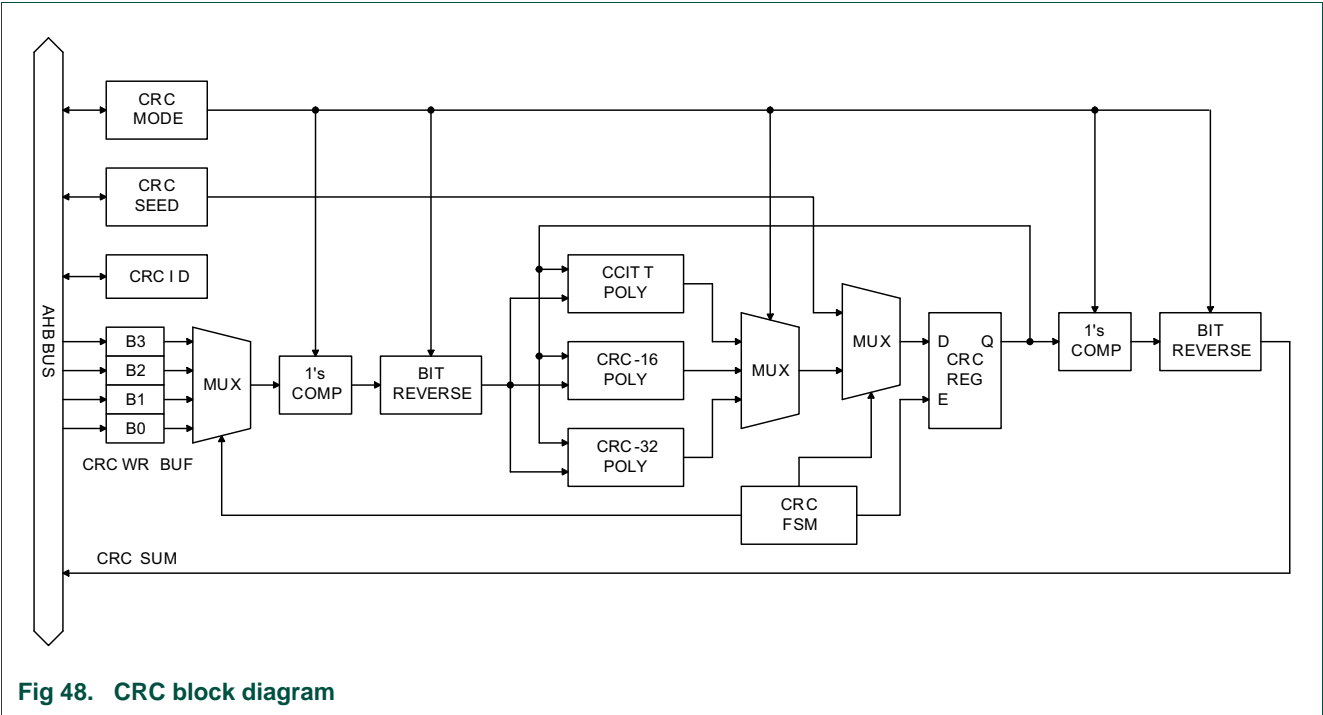 CRC
MODE
CRC
SEED
CRC I D
AHB BUS
B3
B2
B1
B0
CRC WR BUF
MUX
1's
COMP
BIT
REVERSE
CCIT T
POLY
CRC-16
POLY
CRC-32
POLY
MUX
MUX
D Q
CRC
REG
E
1's
COMP
BIT
REVERSE
CRC
FSM
CRC SUM
Fig 48. CRC block diagram